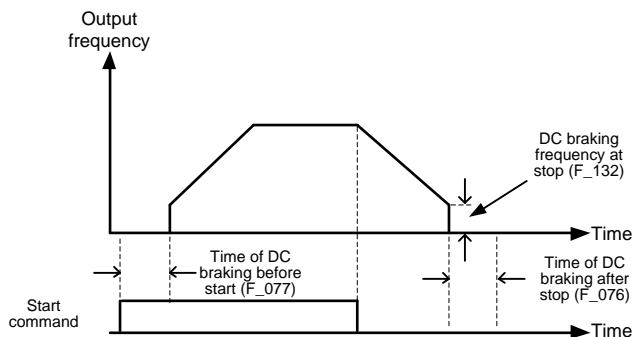 Output
frequency
DC braking
frequency at
stop (F_132)
Time
Time of DC
braking before
start (F_077)
Time of DC
braking after
stop (F_076)
Start
command
Time